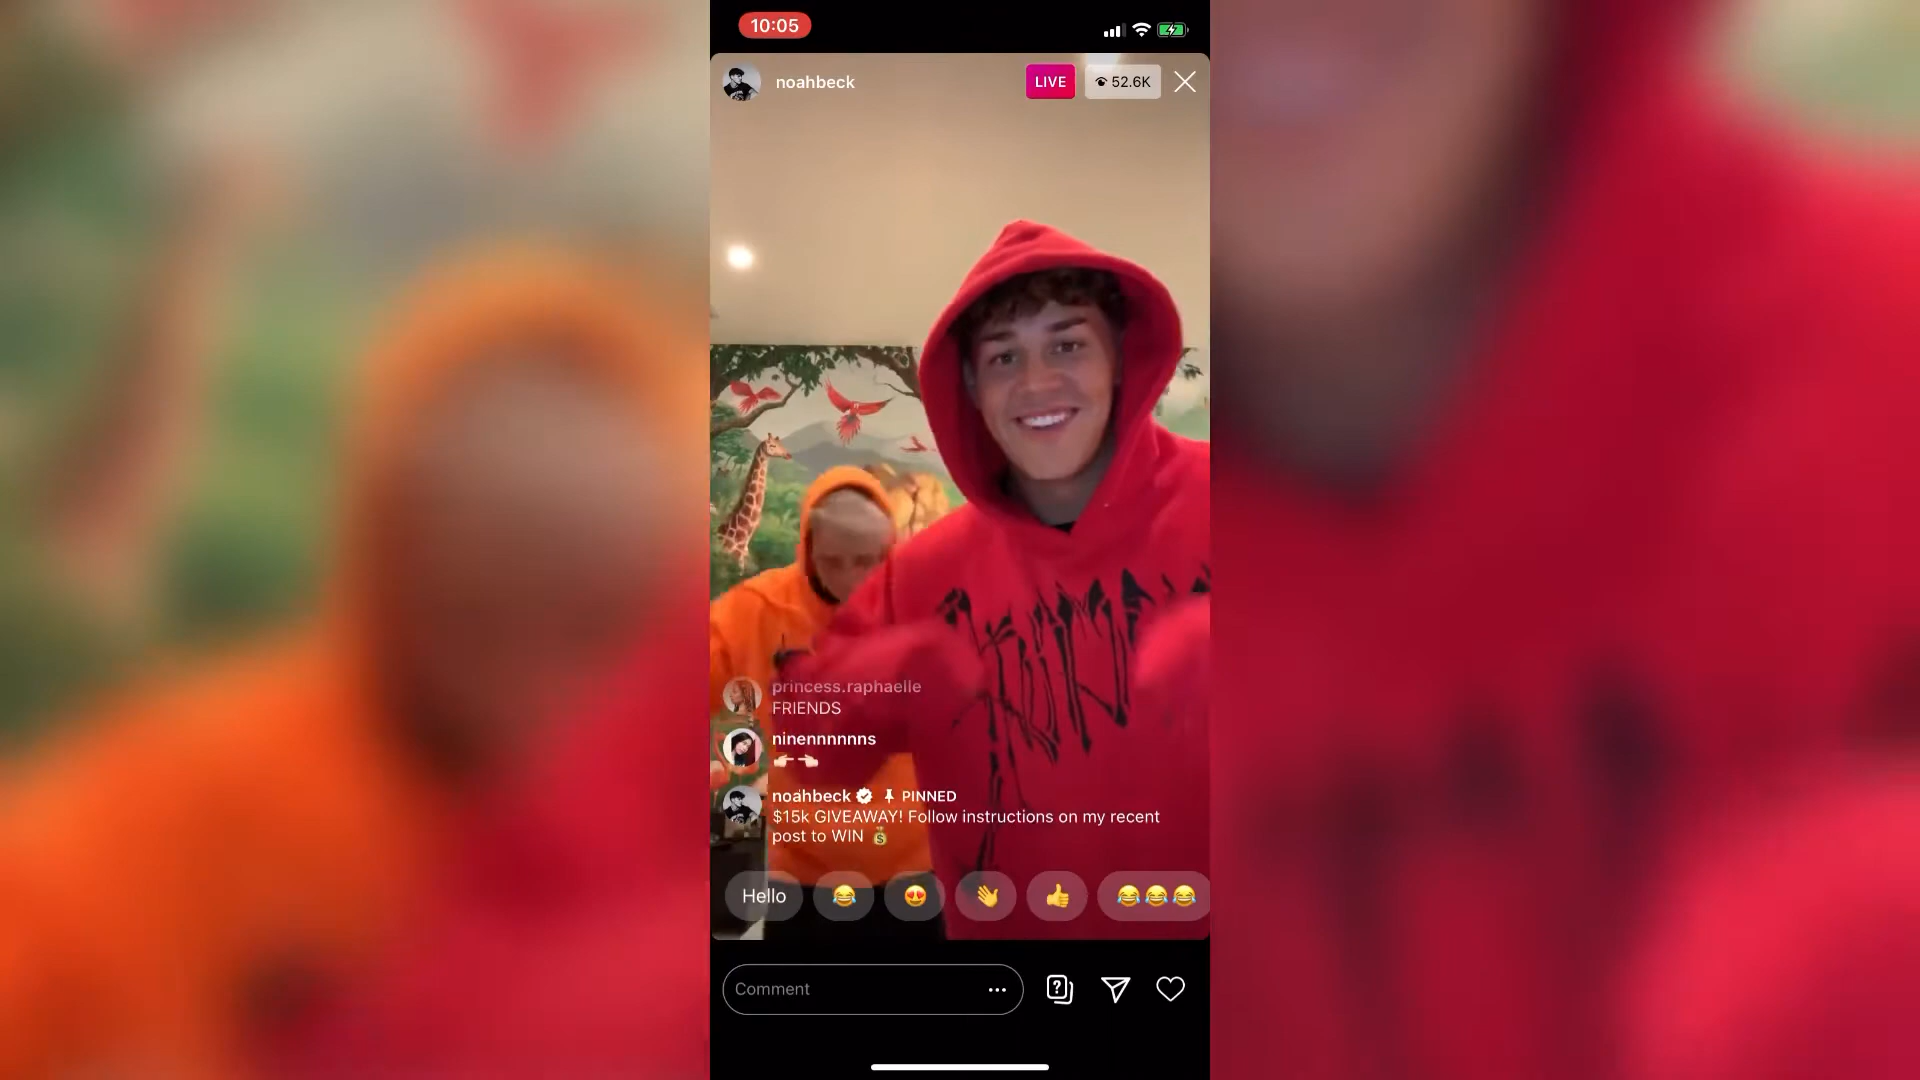 10:05
noahbeck
LIVE
52.6K
princess.raphaelle
FRIENDS
ninennnnnns
noahbeck PINNED
$15k GIVEAWAY! Follow instructions on my recent
post to WIN
Hello
Comment